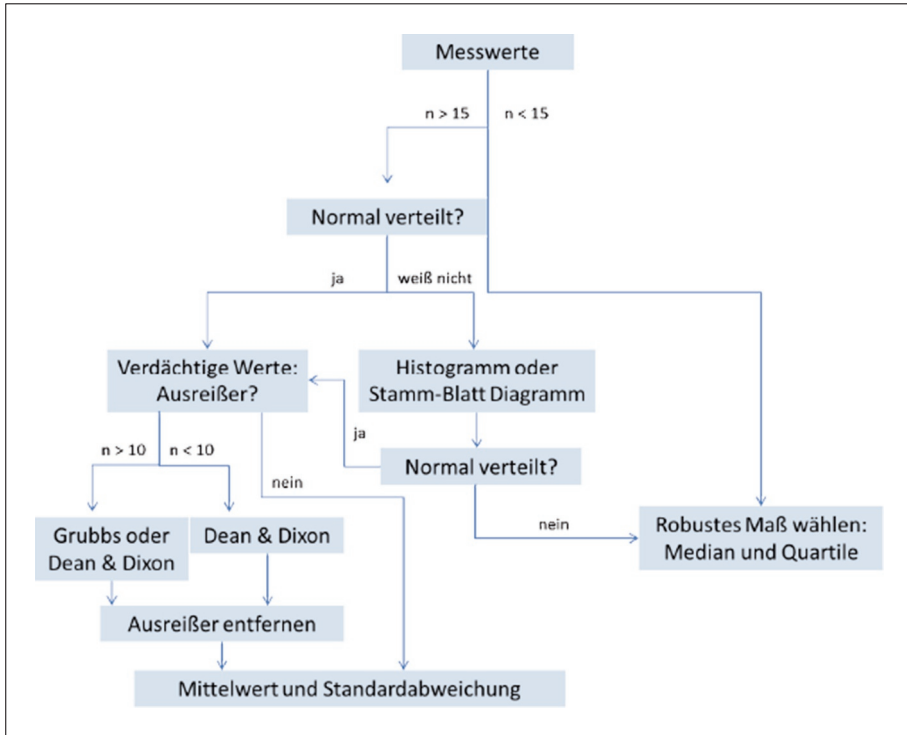 Messwerte
n > 15
n < 15
Normal verteilt?
ja
weiß nicht
Verdächtige Werte:
Ausreißer?
Histogramm oder
Stamm-Blatt Diagramm
ja
n > 10
n < 10
nein
Normal verteilt?
nein
Grubbs oder
Dean & Dixon
Dean & Dixon
Robustes Maß wählen:
Median und Quartile
Ausreißer entfernen
Mittelwert und Standardabweichung